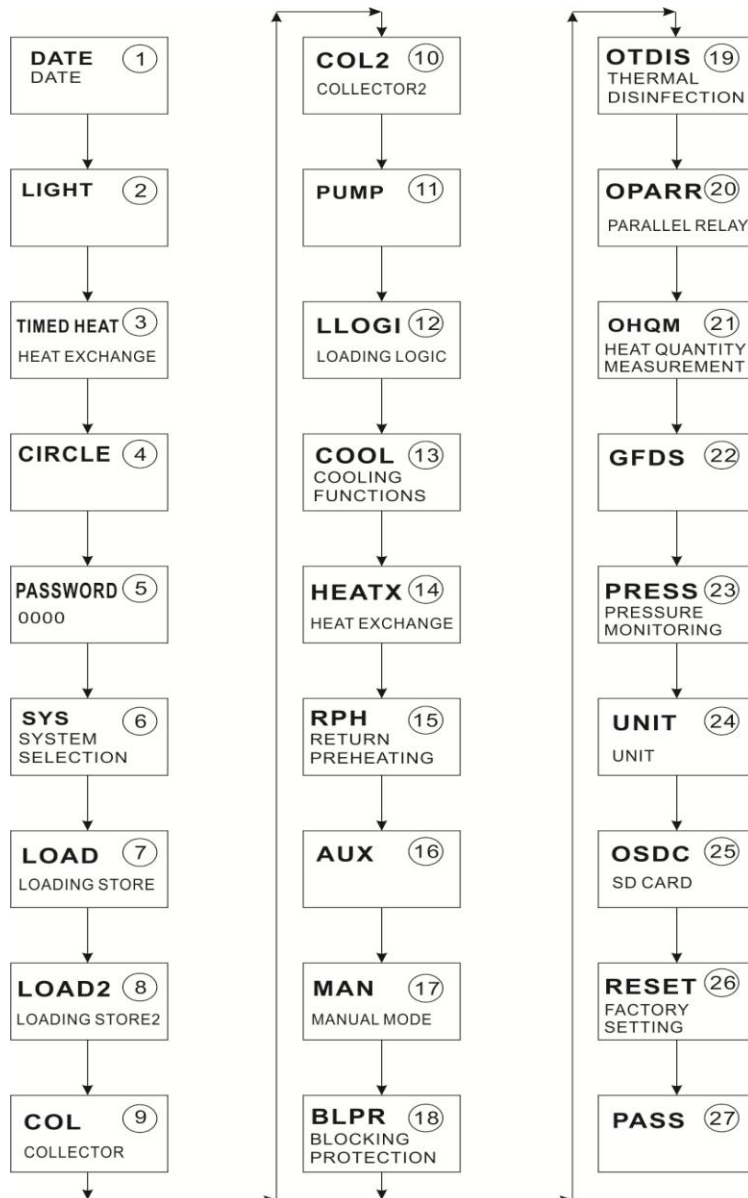 DATE 1
DATE
LIGHT 2
TIMED HEAT 3
HEAT EXCHANGE
CIRCLE 4
PASSWORD 5
0000
SYS 6
SYSTEM
SELECTION
LOAD 7
LOADING STORE
LOAD2 8
LOADING STORE2
COL 9
COLLECTOR
COL2 10
COLLECTOR2
PUMP 11
LLOGI 12
LOADING LOGIC
COOL 13
COOLING
FUNCTIONS
HEATX 14
HEAT EXCHANGE
RPH 15
RETURN
PREHEATING
AUX 16
MAN 17
MANUAL MODE
BLPR 18
BLOCKING
PROTECTION
OTDIS 19
THERMAL
DISINFECTION
OPARR 20
PARALLEL RELAY
OHQM 21
HEAT QUANTITY
MEASUREMENT
GFDS 22
PRESS 23
PRESSURE
MONITORING
UNIT 24
UNIT
OSDC 25
SD CARD
RESET 26
FACTORY
SETTING
PASS 27